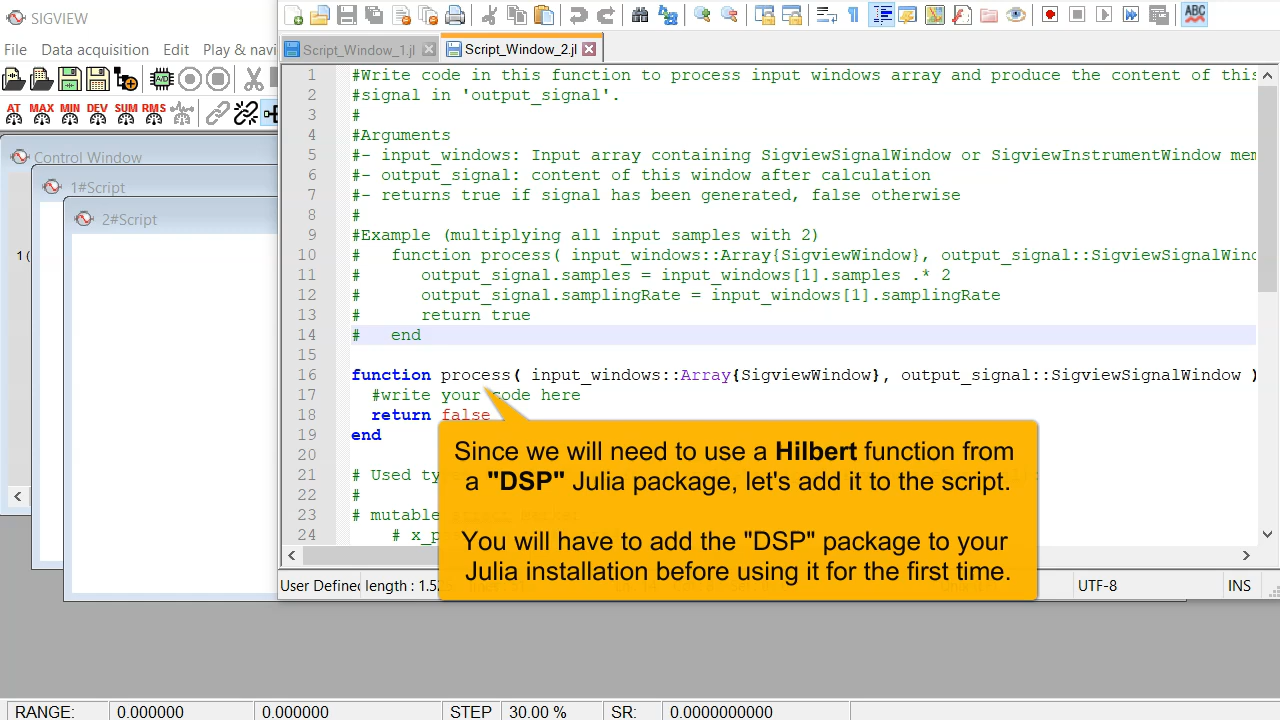 SIGVIEW
File Data acquisition Edit Play & navi
AT MAX MIN DEV SUM RMS
Control Window
1#Script
2#Script
1 (
Script_Window_1.jl Script_Window_2.jl
ABC
1 #Write code in this function to process input windows array and produce the content of this
2 #signal in 'output_signal'.
3 #
4 #Arguments
5 #- input_windows: Input array containing SigviewSignalWindow or SigviewInstrumentWindow mem
6 #- output_signal: content of this window after calculation
7 #- returns true if signal has been generated, false otherwise
8 #
9 #Example (multiplying all input samples with 2)
10 # function process( input_windows::Array{SigviewWindow}, output_signal::SigviewSignalWind
11 # output_signal.samples = input_windows[1].samples .* 2
12 # output_signal.samplingRate = input_windows[1].samplingRate
13 # return true
14 # end
15
16 function process( input_windows::Array{SigviewWindow}, output_signal::SigviewSignalWindow )
17 #write your code here
18 return false
19 end
20
21 # Used ty
22 #
23 # mutable
24 # x_p
Since we will need to use a Hilbert function from
a "DSP" Julia package, let's add it to the script.
You will have to add the "DSP" package to your
Julia installation before using it for the first time.
User Define length : 1.5 UTF-8 INS
RANGE: 0.000000 0.000000 STEP 30.00 % SR: 0.0000000000